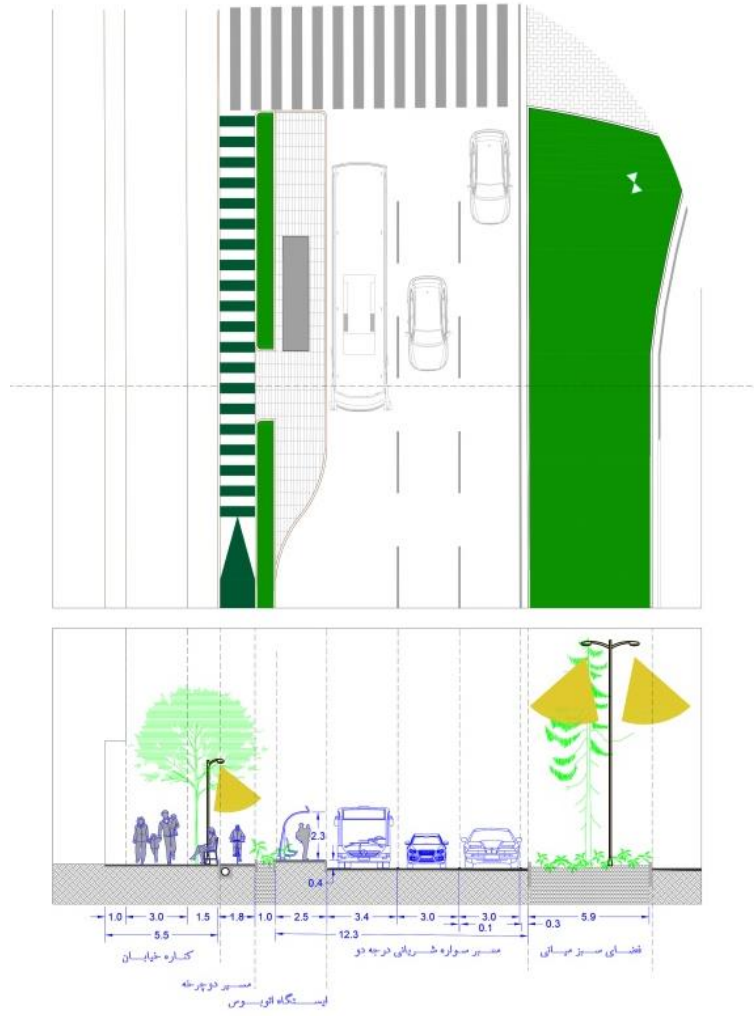 2.3
0.4
1.0 3.0 1.5 1.8 1.0 2.5 3.4 3.0 3.0 5.9
0.1 0.3
5.5 12.3
کناره خیابان
مسیر سواره شریانی درجه دو
فضای سبز میانی
مسیر دوچرخه
ایستگاه اتوبوس